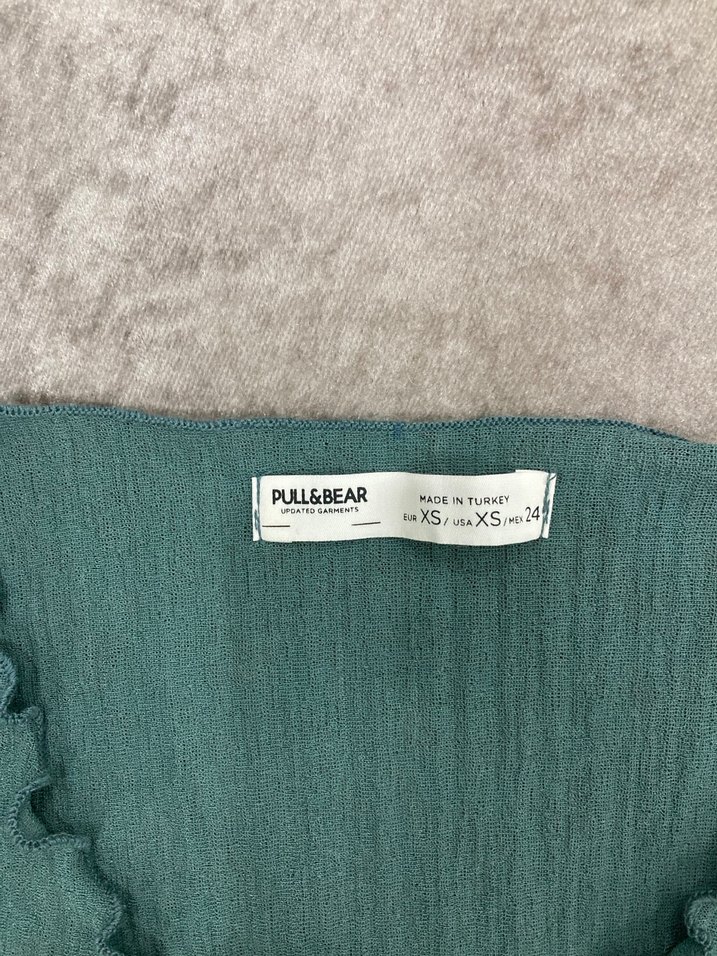 PULL&BEAR
UPDATED GARMENTS
MADE IN TURKEY
EUR XS / USA XS / MEX 24